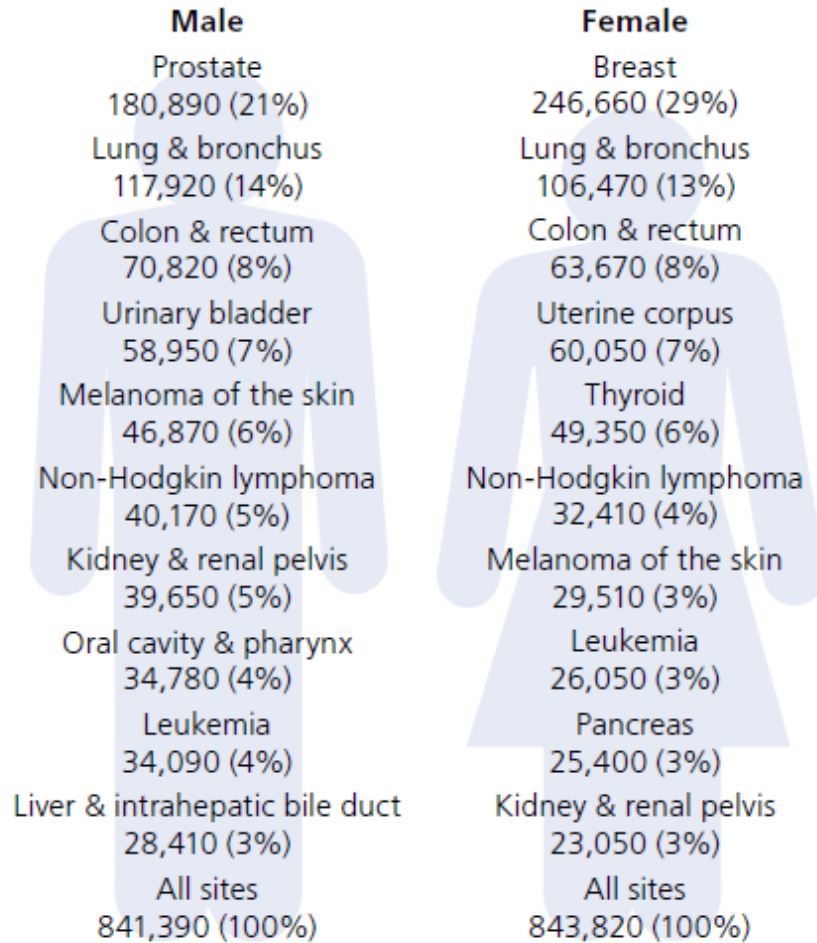 Male
Prostate
180,890 (21%)
Lung & bronchus
117,920 (14%)
Colon & rectum
70,820 (8%)
Urinary bladder
58,950 (7%)
Melanoma of the skin
46,870 (6%)
Non-Hodgkin lymphoma
40,170 (5%)
Kidney & renal pelvis
39,650 (5%)
Oral cavity & pharynx
34,780 (4%)
Leukemia
34,090 (4%)
Liver & intrahepatic bile duct
28,410 (3%)
All sites
841,390 (100%)
Female
Breast
246,660 (29%)
Lung & bronchus
106,470 (13%)
Colon & rectum
63,670 (8%)
Uterine corpus
60,050 (7%)
Thyroid
49,350 (6%)
Non-Hodgkin lymphoma
32,410 (4%)
Melanoma of the skin
29,510 (3%)
Leukemia
26,050 (3%)
Pancreas
25,400 (3%)
Kidney & renal pelvis
23,050 (3%)
All sites
843,820 (100%)